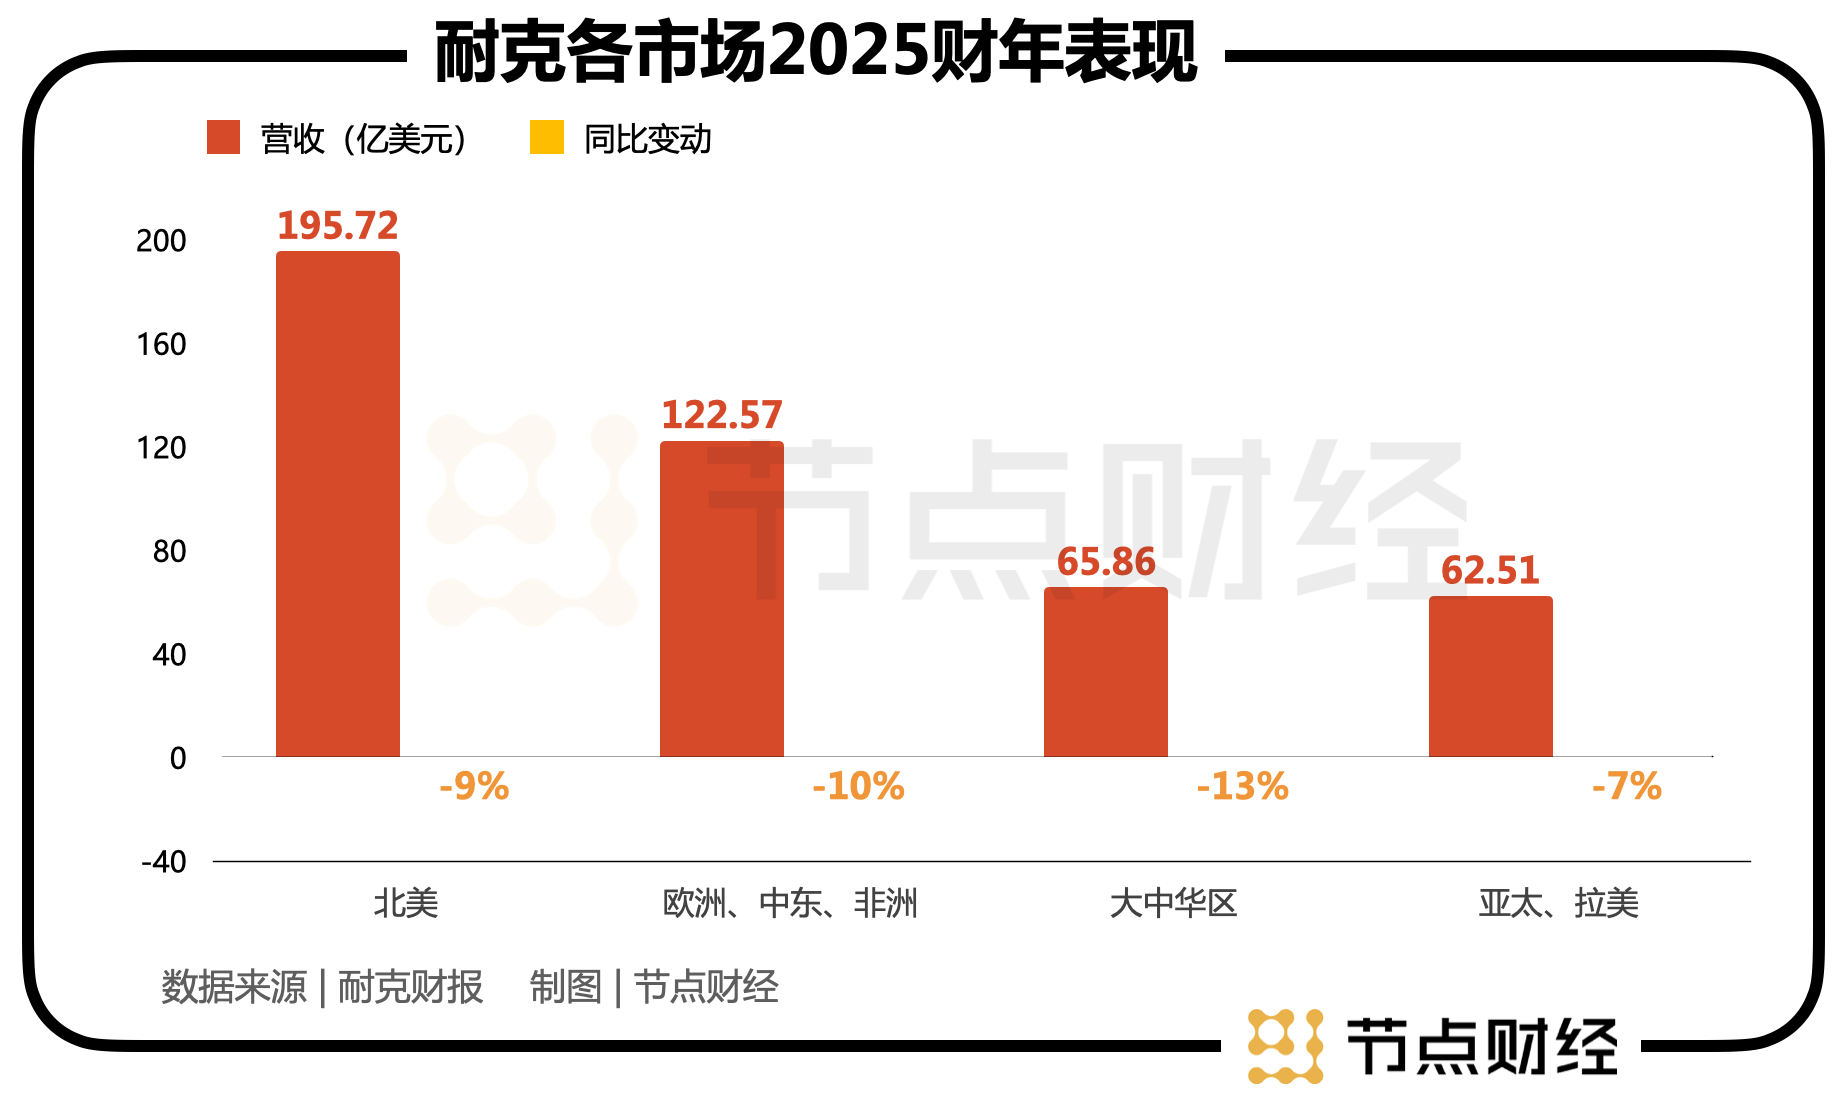 耐克各市场2025财年表现
营收（亿美元） 同比变动
200
160
120
80
40
0
-40
195.72
122.57
65.86
62.51
-9%
-10%
-13%
-7%
节点财经
北美
欧洲、中东、非洲
大中华区
亚太、拉美
数据来源 | 耐克财报 制图 | 节点财经
节点财经